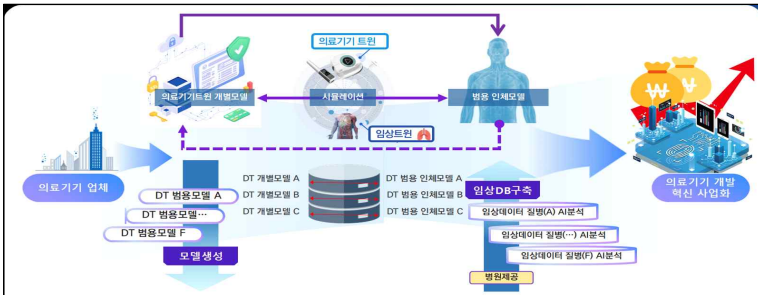 의료기기 트윈
의료기기트윈 개별모델
시뮬레이션
범용 인체모델
임상트윈
의료기기 업체
DT 개별모델 A
DT 범용 인체모델 A
DT 개별모델 B
DT 범용 인체모델 B
DT 개별모델 C
DT 범용 인체모델 C
DT 범용모델 A
DT 범용모델…
DT 범용모델 F
모델생성
임상DB구축
임상데이터 질병(A) AI분석
임상데이터 질병(…) AI분석
임상데이터 질병(F) AI분석
병원제공
₩
₩
의료기기 개발
혁신 사업화